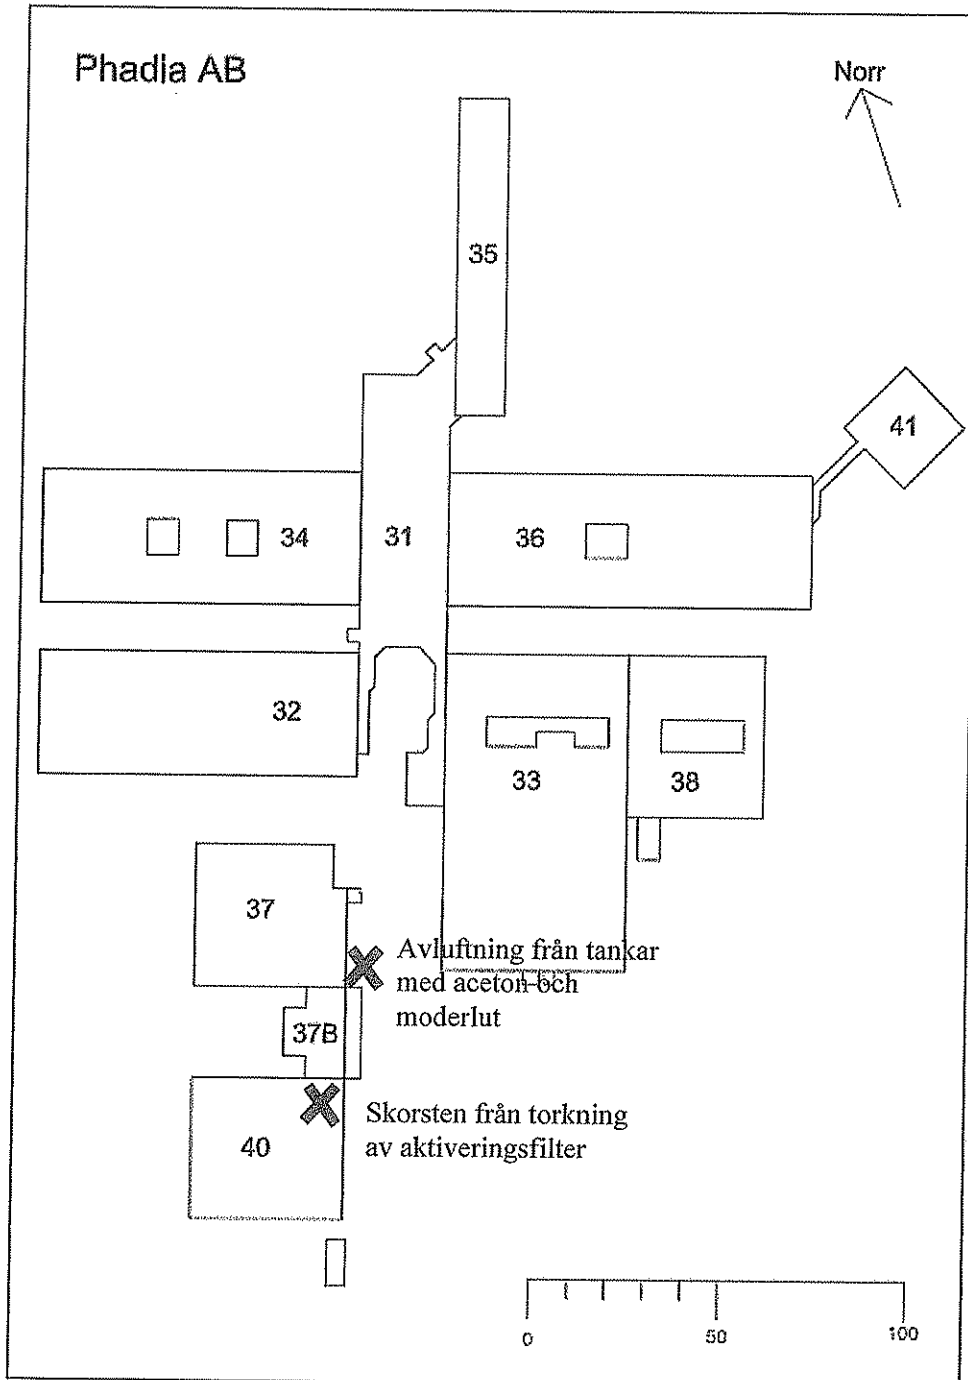 Phadia AB
Norr
35
41
34
31
36
32
33
38
37
Avluftning från tankar
med aceton och
moderlut
37B
Skorsten från torkning
av aktiveringsfilter
40
0
50
100